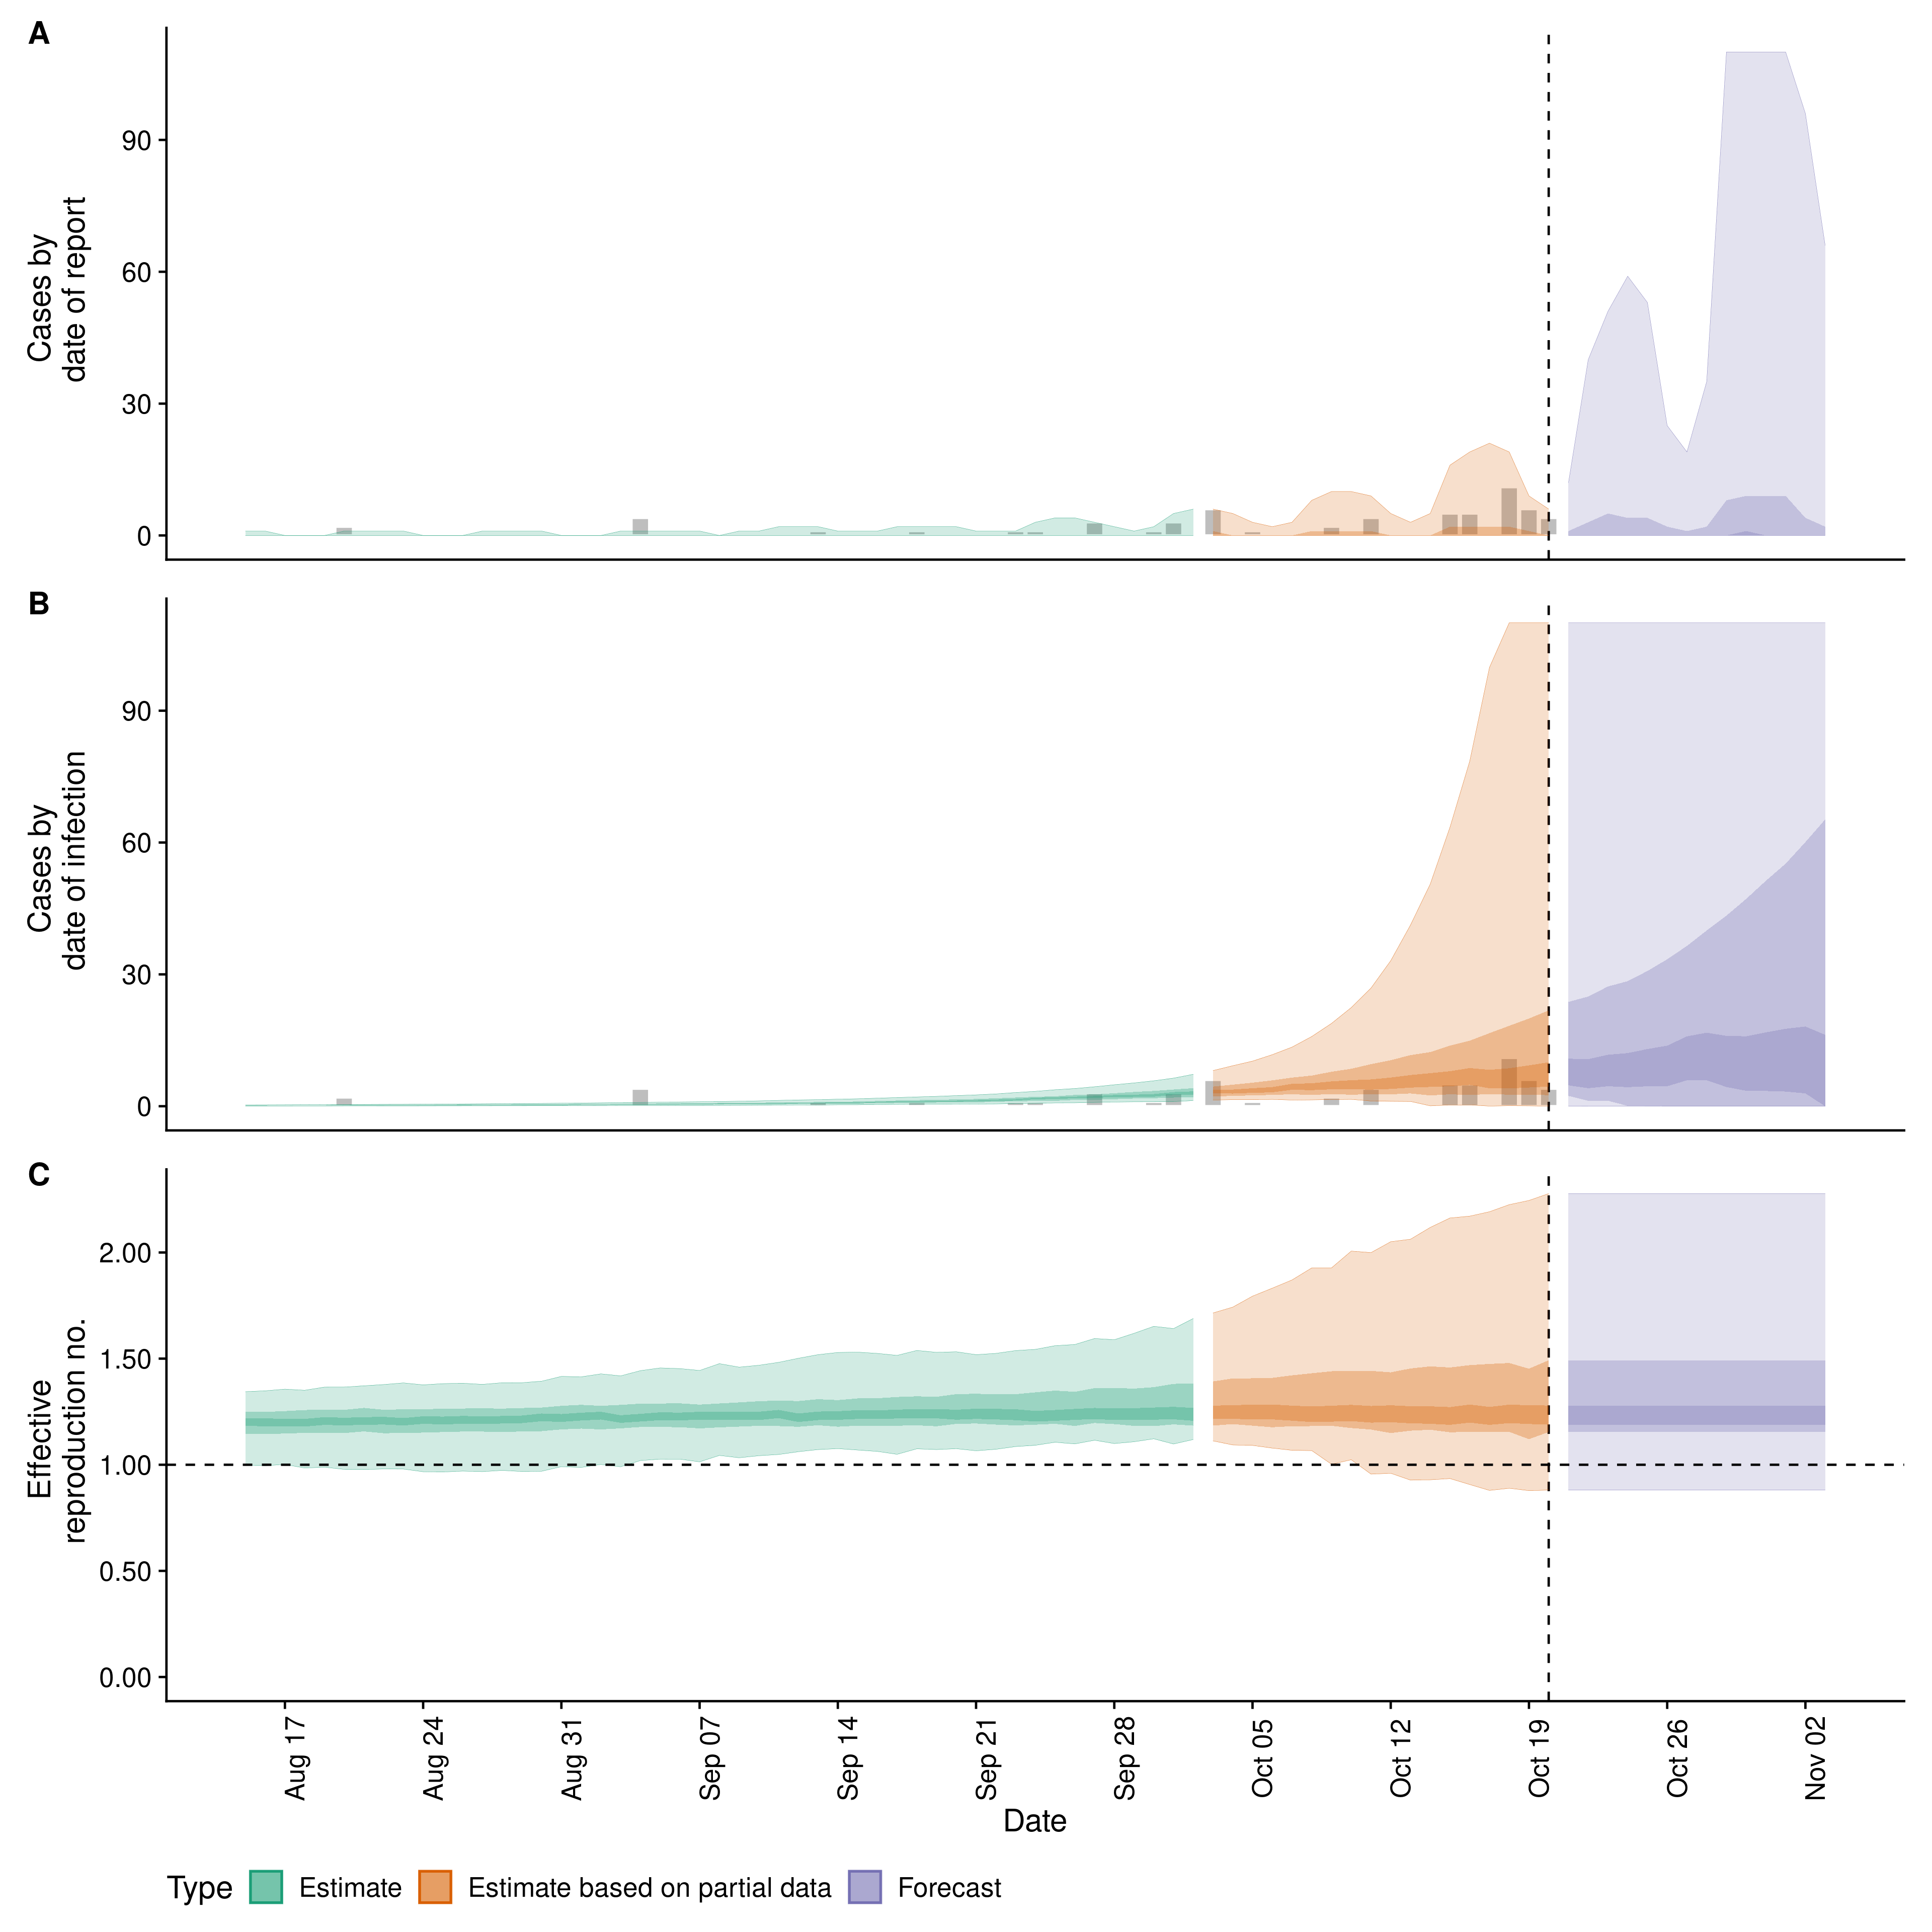 A
Cases by
date of report
90
60
30
0
B
Cases by
date of infection
90
60
30
0
C
Effective
reproduction no.
2.00
1.50
1.00
0.50
0.00
Aug 17
Aug 24
Aug 31
Sep 07
Sep 14
Sep 21
Sep 28
Oct 05
Oct 12
Oct 19
Oct 26
Nov 02
Date
Type Estimate Estimate based on partial data Forecast